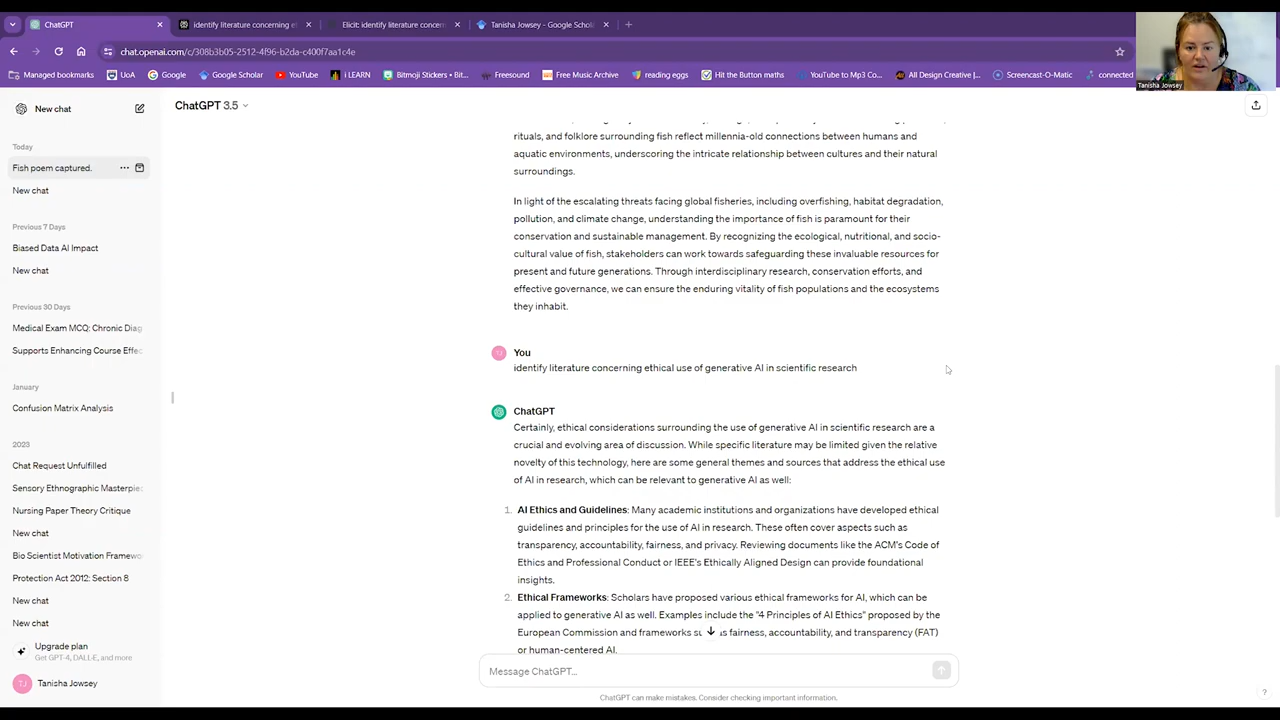 ChatGPT
identify literature concerning et
Elicit: identify literature concern
Tanisha Jowsey - Google Schol
chat.openai.com/c/308b3b05-2512-4f96-b2da-c400f7aa1c4e
Managed bookmarks
UoA
Google
Google Scholar
YouTube
i LEARN
Bitmoji Stickers • Bit...
Freesound
Free Music Archive
reading eggs
Hit the Button maths
YouTube to Mp3 Co...
All Design Creative |...
Screencast-O-Matic
connected
Tanisha Jowsey
New chat
ChatGPT 3.5
Today
Fish poem captured.
New chat
Previous 7 Days
Biased Data AI Impact
New chat
Previous 30 Days
Medical Exam MCQ: Chronic Diag
Supports Enhancing Course Effec
January
Confusion Matrix Analysis
2023
Chat Request Unfulfilled
Sensory Ethnographic Masterpiec
Nursing Paper Theory Critique
New chat
Bio Scientist Motivation Framewo
Protection Act 2012: Section 8
New chat
New chat
Upgrade plan
Get GPT-4, DALL·E, and more
TJ
Tanisha Jowsey
rituals, and folklore surrounding fish reflect millennia-old connections between humans and
aquatic environments, underscoring the intricate relationship between cultures and their natural
surroundings.
In light of the escalating threats facing global fisheries, including overfishing, habitat degradation,
pollution, and climate change, understanding the importance of fish is paramount for their
conservation and sustainable management. By recognizing the ecological, nutritional, and socio-
cultural value of fish, stakeholders can work towards safeguarding these invaluable resources for
present and future generations. Through interdisciplinary research, conservation efforts, and
effective governance, we can ensure the enduring vitality of fish populations and the ecosystems
they inhabit.
TJ
You
identify literature concerning ethical use of generative AI in scientific research
ChatGPT
Certainly, ethical considerations surrounding the use of generative AI in scientific research are a
crucial and evolving area of discussion. While specific literature may be limited given the relative
novelty of this technology, here are some general themes and sources that address the ethical use
of AI in research, which can be relevant to generative AI as well:
1. AI Ethics and Guidelines: Many academic institutions and organizations have developed ethical
guidelines and principles for the use of AI in research. These often cover aspects such as
transparency, accountability, fairness, and privacy. Reviewing documents like the ACM's Code of
Ethics and Professional Conduct or IEEE's Ethically Aligned Design can provide foundational
insights.
2. Ethical Frameworks: Scholars have proposed various ethical frameworks for AI, which can be
applied to generative AI as well. Examples include the "4 Principles of AI Ethics" proposed by the
European Commission and frameworks su as fairness, accountability, and transparency (FAT)
or human-centered AI.
Message ChatGPT...
ChatGPT can make mistakes. Consider checking important information.
?